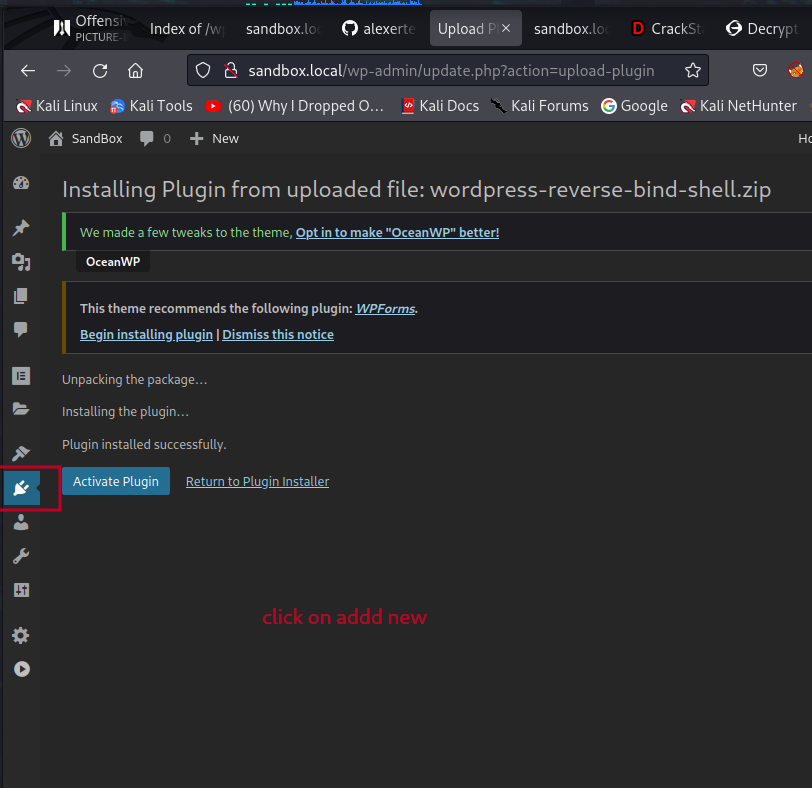 Offensiv
PICTURE-I
Index of /wp
sandbox.loc
alexerte
Upload Pl
sandbox.loc
CrackSta
Decrypt
sandbox.local/wp-admin/update.php?action=upload-plugin
Kali Linux
Kali Tools
(60) Why I Dropped O…
Kali Docs
Kali Forums
Google
Kali NetHunter
SandBox
0
New
Ho
Installing Plugin from uploaded file: wordpress-reverse-bind-shell.zip
We made a few tweaks to the theme, Opt in to make "OceanWP" better!
OceanWP
This theme recommends the following plugin: WPForms.
Begin installing plugin | Dismiss this notice
Unpacking the package…
Installing the plugin…
Plugin installed successfully.
Activate Plugin
Return to Plugin Installer
click on addd new